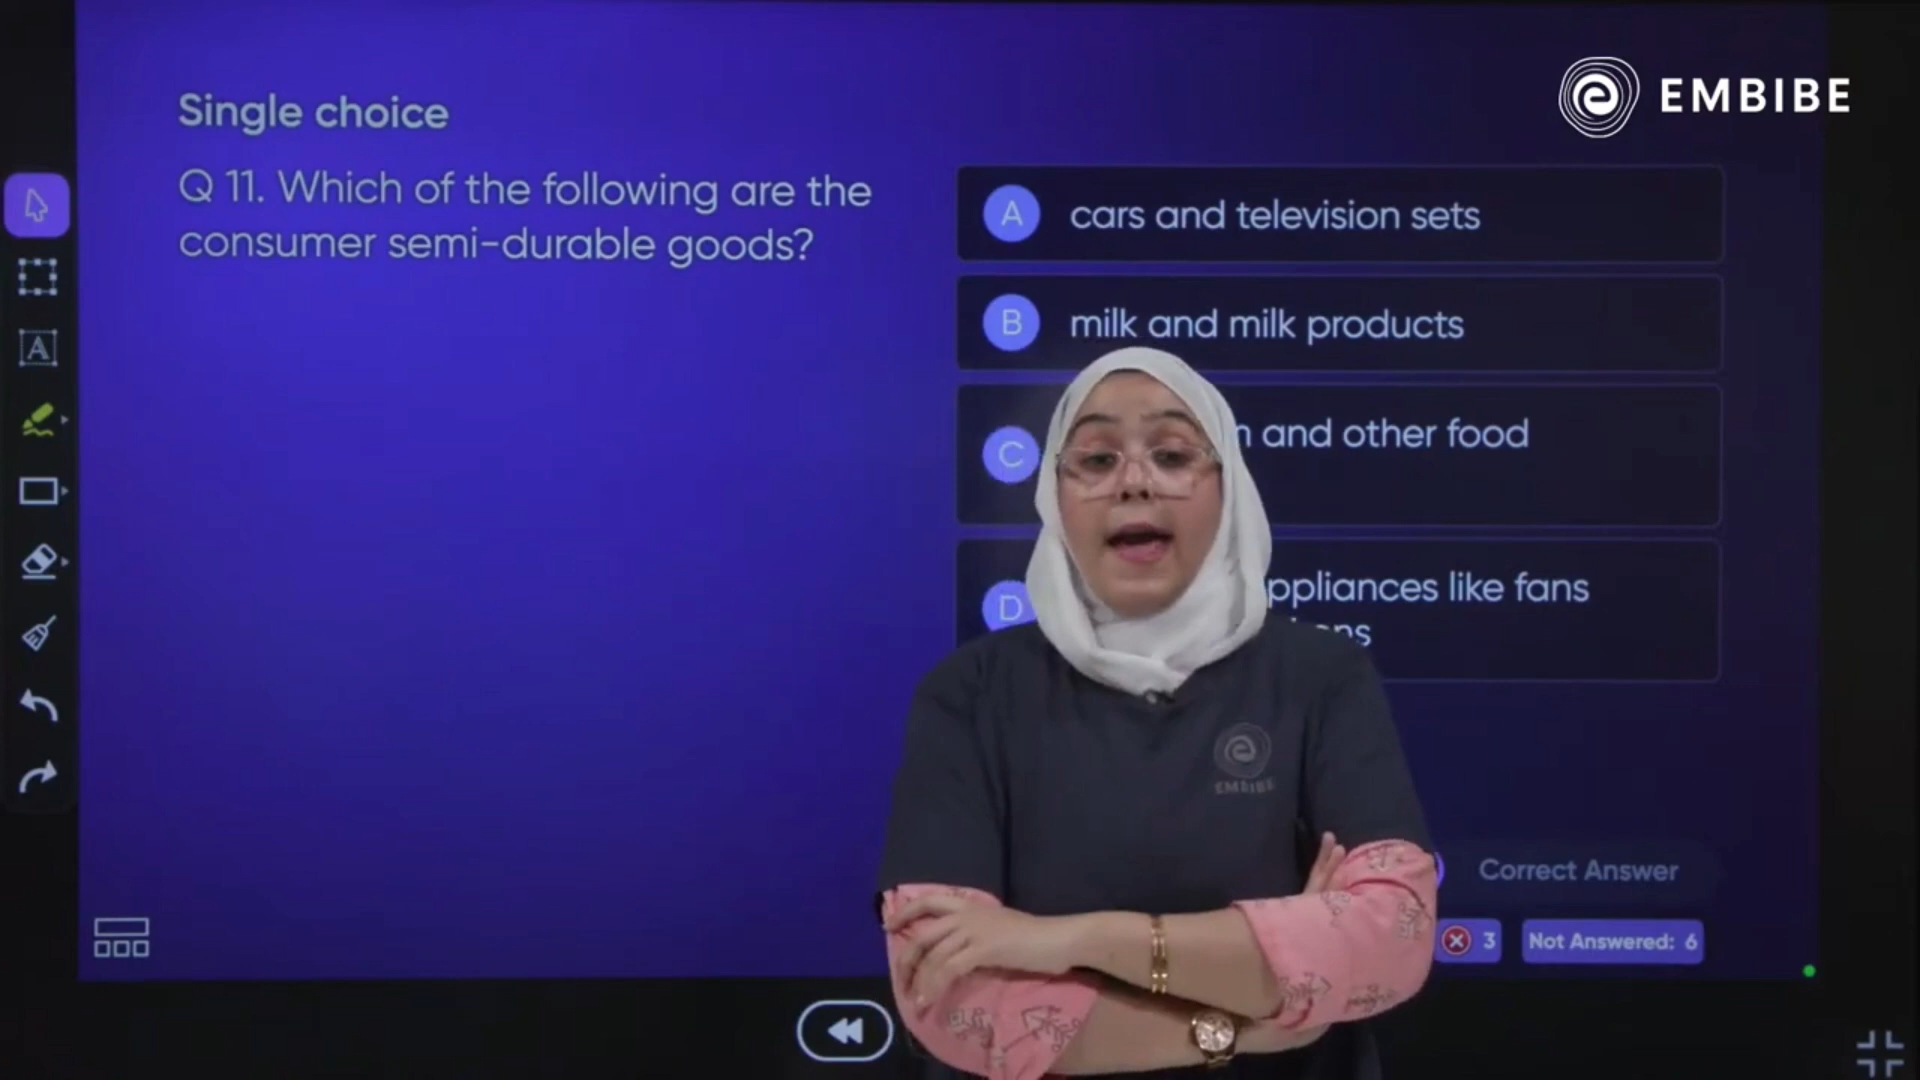 EMBIBE
Single choice
Q 11. Which of the following are the
consumer semi-durable goods?
A cars and television sets
B milk and milk products
C and other food
D like fans
EMBIBE
Correct Answer
3
Not Answered: 6